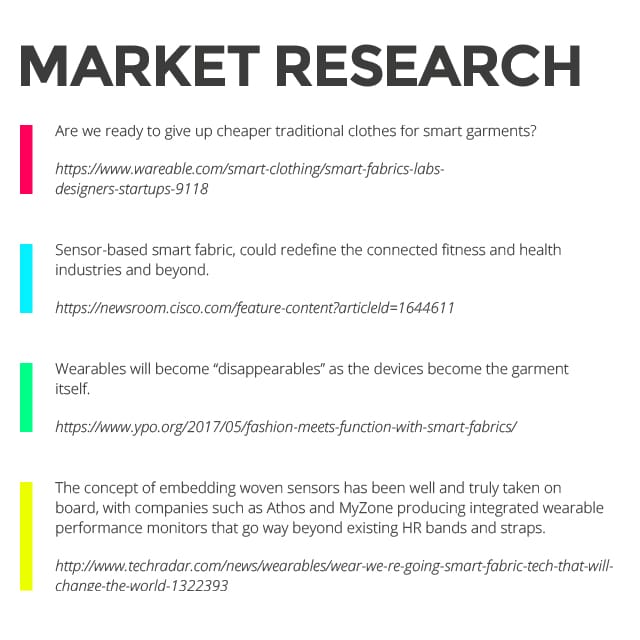 MARKET RESEARCH
Are we ready to give up cheaper traditional clothes for smart garments?
https://www.wareable.com/smart-clothing/smart-fabrics-labs-
designers-startups-9118
Sensor-based smart fabric, could redefine the connected fitness and health
industries and beyond.
https://newsroom.cisco.com/feature-content?articleId=1644611
Wearables will become “disappearables” as the devices become the garment
itself.
https://www.ypo.org/2017/05/fashion-meets-function-with-smart-fabrics/
The concept of embedding woven sensors has been well and truly taken on
board, with companies such as Athos and MyZone producing integrated wearable
performance monitors that go way beyond existing HR bands and straps.
http://www.techradar.com/news/wearables/wear-we-re-going-smart-fabric-tech-that-will-
change-the-world-1322393